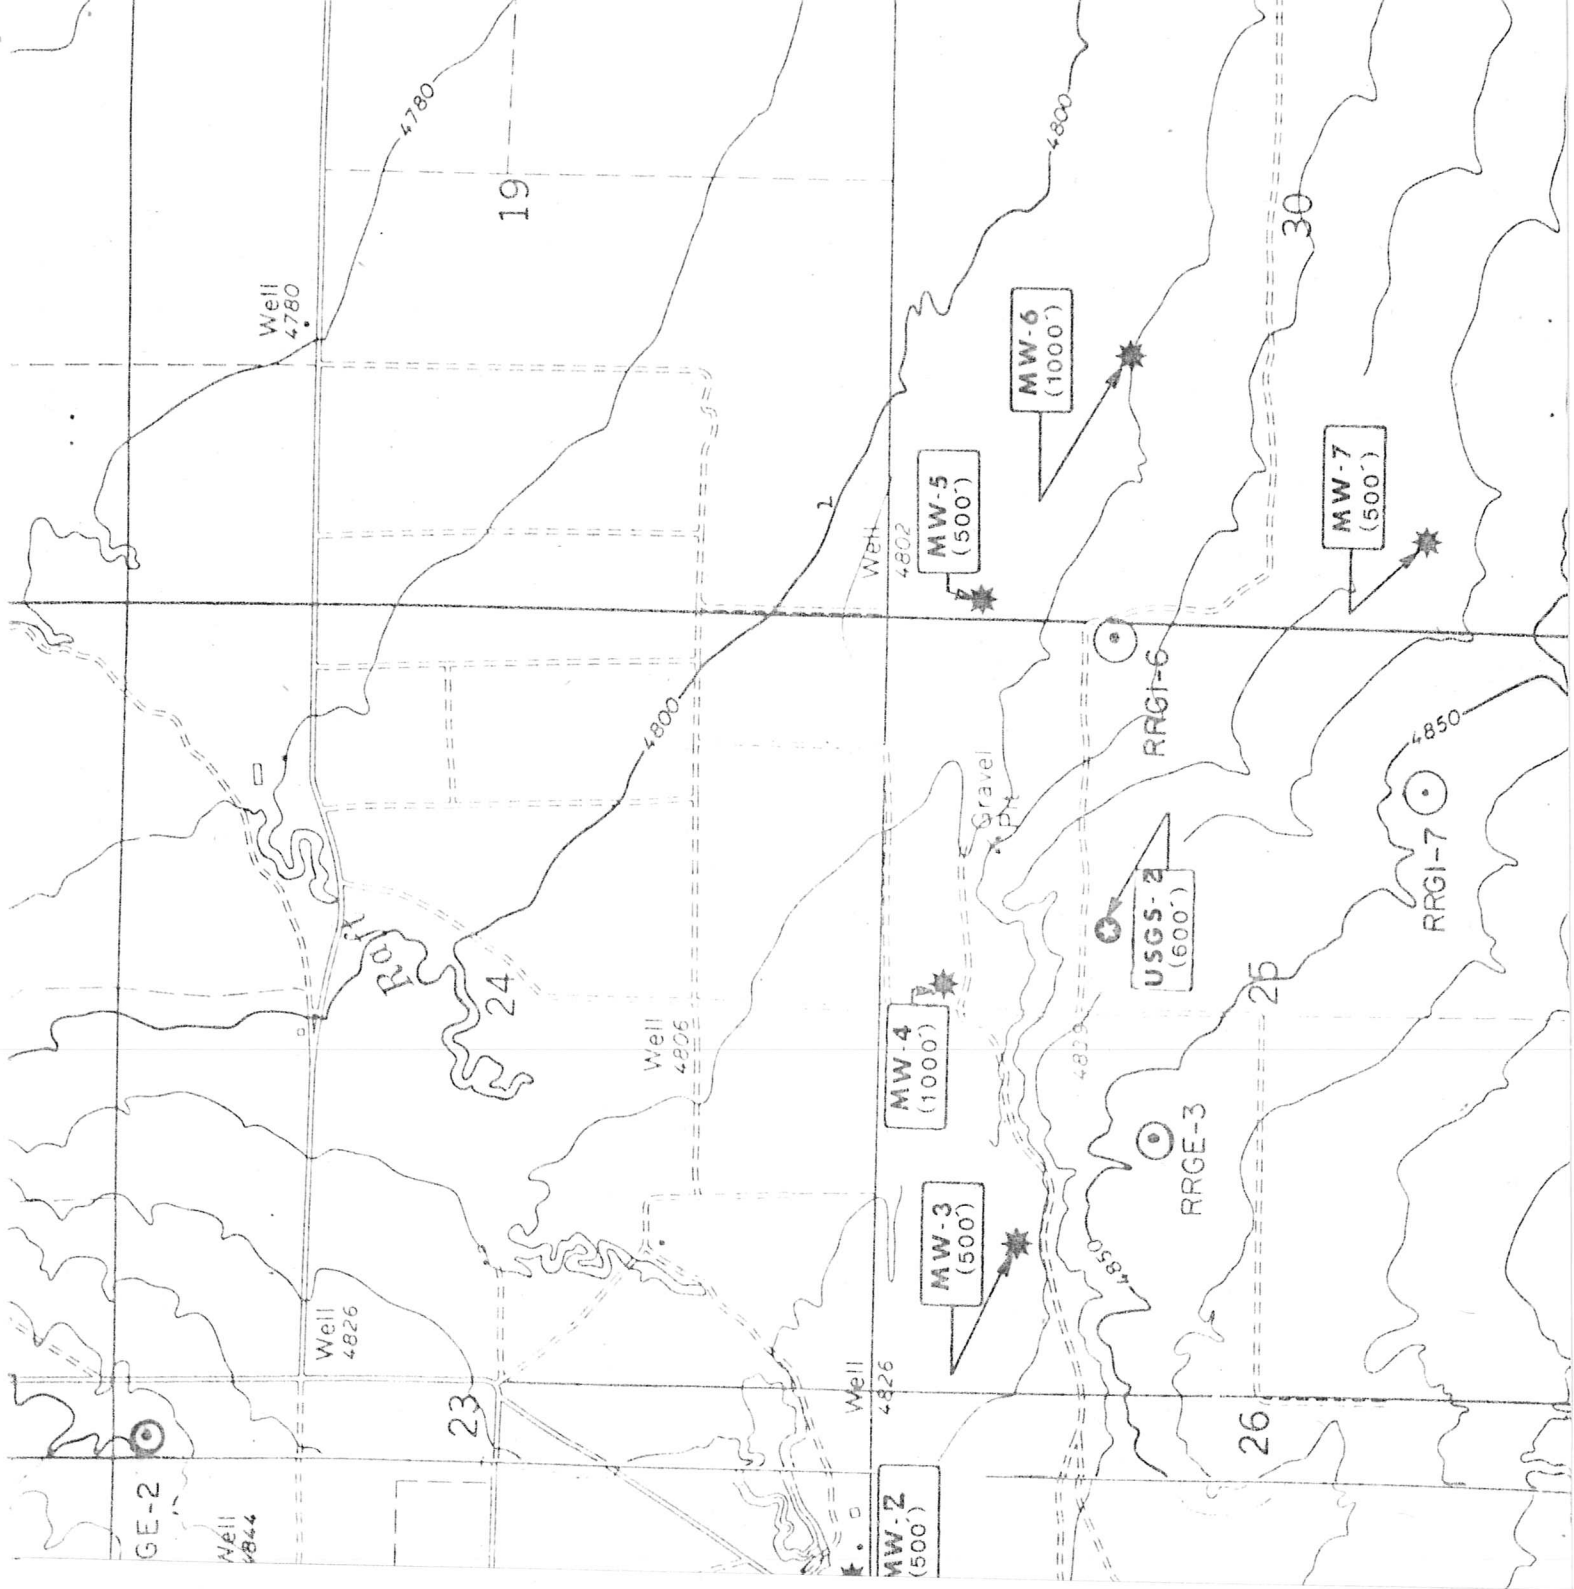 4780
19
Well
4780
4800
30
MW-6
(1000')
MW-5
(500')
MW-7
(500')
Well
4802
4800
Gravel
Pit
RRGI-6
4850
RRGI-7
Raft
24
USGS-2
(600')
25
Well
4806
MW-4
(1000')
RRGE-3
MW-3
(500')
4850
Well
4826
Well
4826
23
26
GE-2
Well
4844
MW-2
(500')